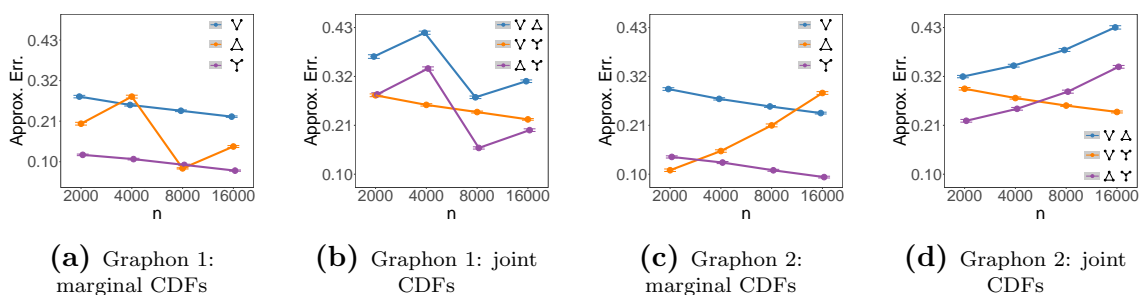 Approx. Err.
0.43
0.32
0.21
0.10
2000 4000 8000 16000
n
(a) Graphon 1:
marginal CDFs
Approx. Err.
0.43
0.32
0.21
0.10
2000 4000 8000 16000
n
(b) Graphon 1: joint
CDFs
Approx. Err.
0.43
0.32
0.21
0.10
2000 4000 8000 16000
n
(c) Graphon 2:
marginal CDFs
Approx. Err.
0.43
0.32
0.21
0.10
2000 4000 8000 16000
n
(d) Graphon 2: joint
CDFs